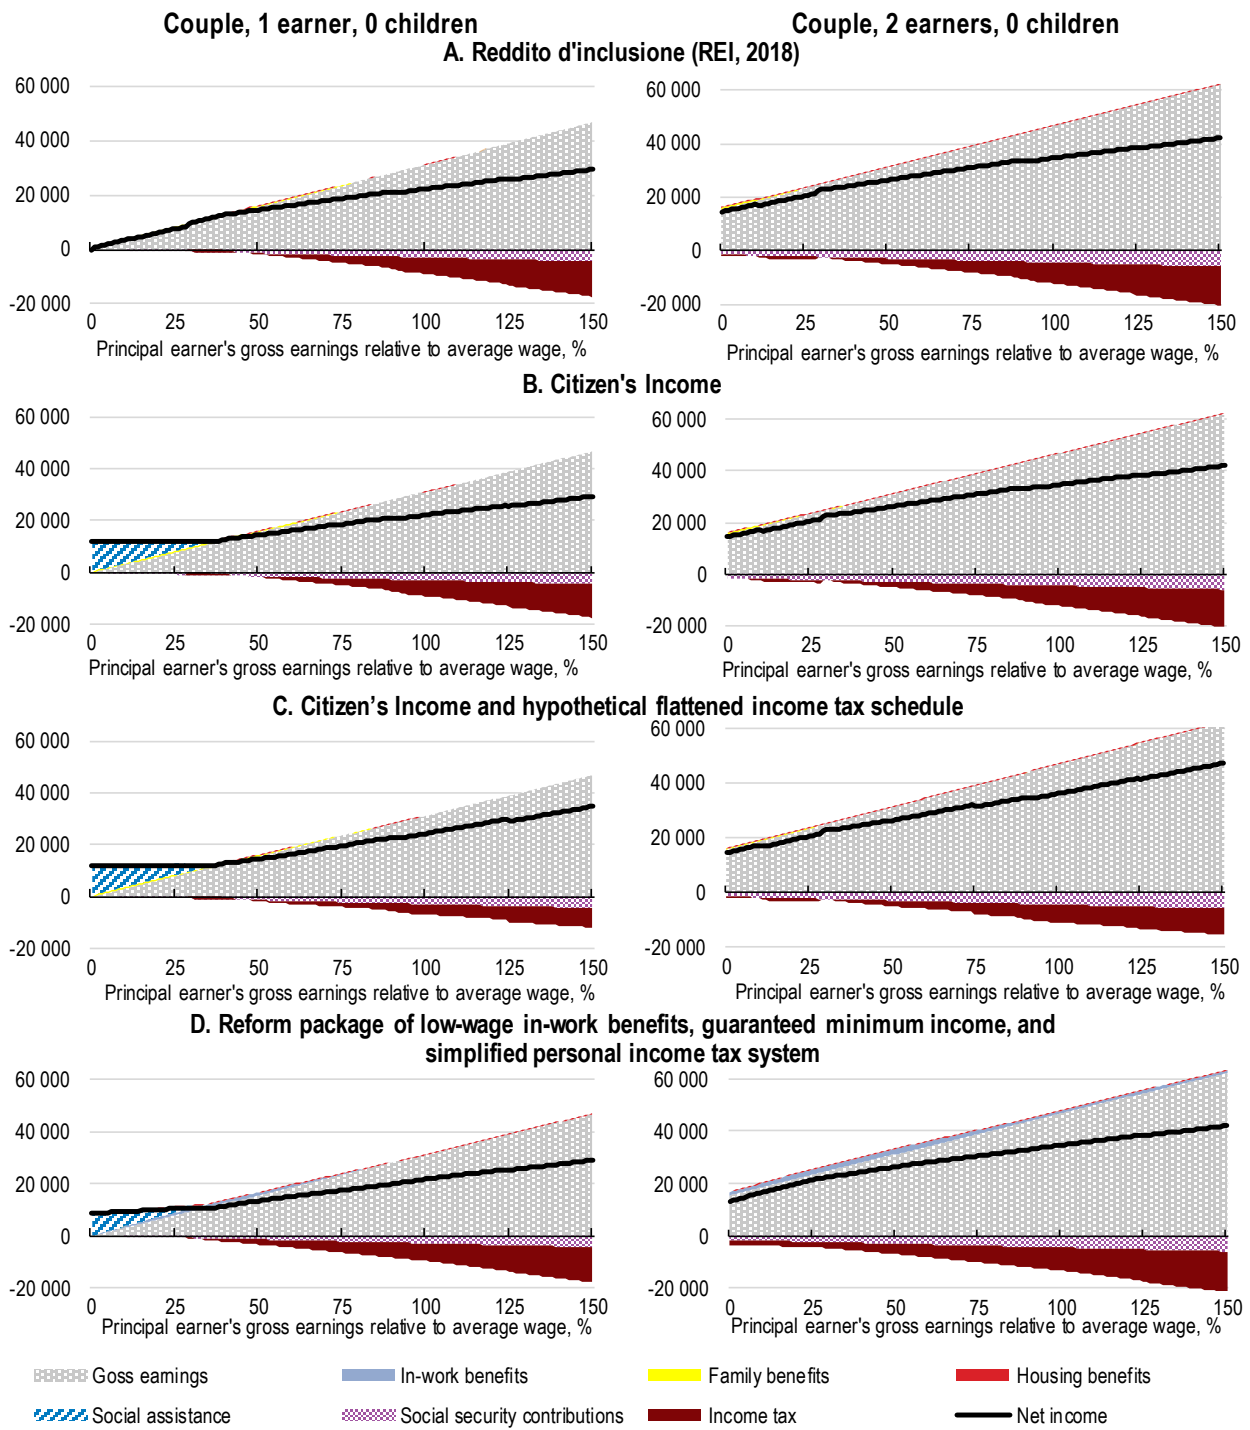 Couple, 1 earner, 0 children
Couple, 2 earners, 0 children
A. Reddito d'inclusione (REI, 2018)
60 000
40 000
20 000
0
-20 000
0 25 50 75 100 125 150
Principal earner's gross earnings relative to average wage, %
60 000
40 000
20 000
0
-20 000
0 25 50 75 100 125 150
Principal earner's gross earnings relative to average wage, %
B. Citizen's Income
60 000
40 000
20 000
0
-20 000
0 25 50 75 100 125 150
Principal earner's gross earnings relative to average wage, %
60 000
40 000
20 000
0
-20 000
0 25 50 75 100 125 150
Principal earner's gross earnings relative to average wage, %
C. Citizen’s Income and hypothetical flattened income tax schedule
60 000
40 000
20 000
0
-20 000
0 25 50 75 100 125 150
Principal earner's gross earnings relative to average wage, %
60 000
40 000
20 000
0
-20 000
0 25 50 75 100 125 150
Principal earner's gross earnings relative to average wage, %
D. Reform package of low-wage in-work benefits, guaranteed minimum income, and
simplified personal income tax system
60 000
40 000
20 000
0
-20 000
0 25 50 75 100 125 150
Principal earner's gross earnings relative to average wage, %
60 000
40 000
20 000
0
-20 000
0 25 50 75 100 125 150
Principal earner's gross earnings relative to average wage, %
Goss earnings
In-work benefits
Family benefits
Housing benefits
Social assistance
Social security contributions
Income tax
Net income